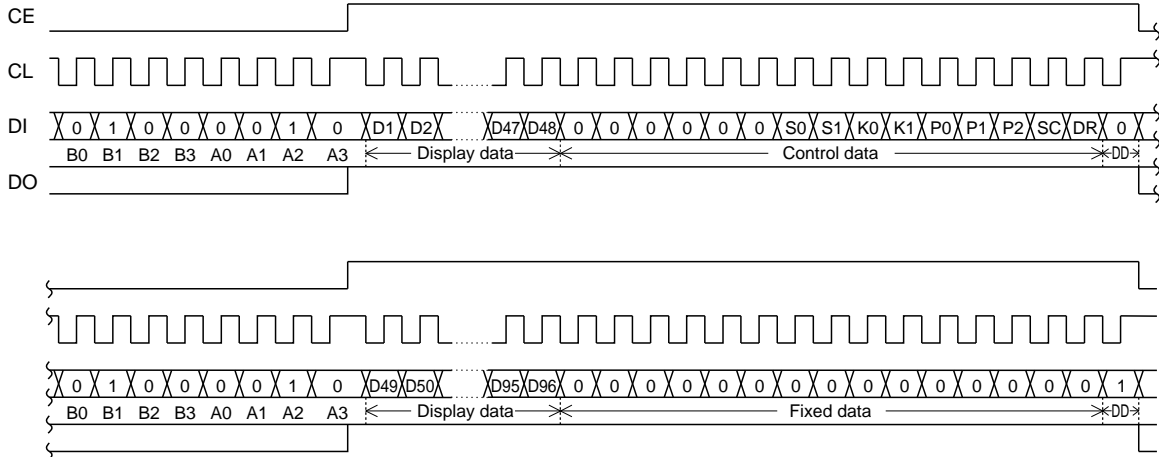 CE
CL
DI 0 1 0 0 0 0 1 0 D1 D2 D47 D48 0 0 0 0 0 0 S0 S1 K0 K1 P0 P1 P2 SC DR 0
B0 B1 B2 B3 A0 A1 A2 A3 Display data Control data DD
DO
0 1 0 0 0 0 1 0 D49 D50 D95 D96 0 0 0 0 0 0 0 0 0 0 0 0 0 0 0 1
B0 B1 B2 B3 A0 A1 A2 A3 Display data Fixed data DD